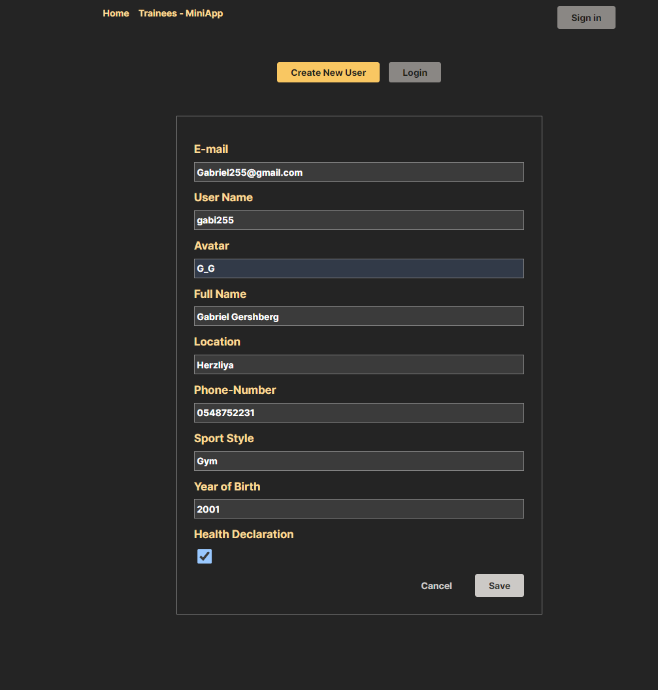 Home Trainees - MiniApp Sign in
Create New User Login
E-mail
Gabriel255@gmail.com
User Name
gabi255
Avatar
G_G
Full Name
Gabriel Gershberg
Location
Herzliya
Phone-Number
0548752231
Sport Style
Gym
Year of Birth
2001
Health Declaration
Cancel Save